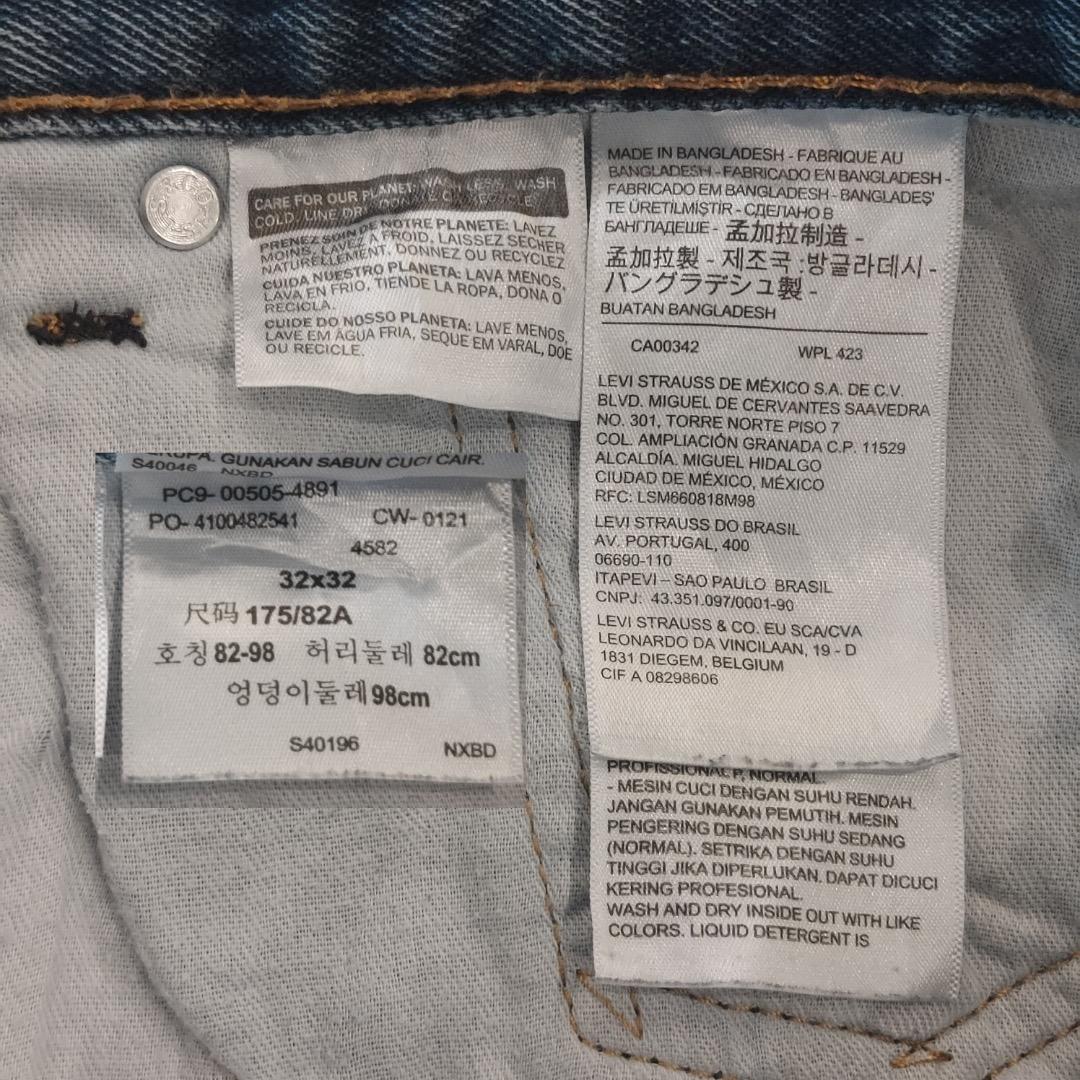 CARE FOR OUR PLANET: WASH LESS, WASH
COLD, LINE DRY, DONATE OR RECYCLE
PRENEZ SOIN DE NOTRE PLANETE: LAVEZ
MOINS, LAVEZ A FROID, LAISSEZ SECHER
NATURELLEMENT, DONNEZ OU RECYCLEZ
CUIDA NUESTRO PLANETA: LAVA MENOS,
LAVA EN FRIO, TIENDE LA ROPA, DONA O
RECICLA.
CUIDE DO NOSSO PLANETA: LAVE MENOS,
LAVE EM ÁGUA FRIA, SEQUE EM VARAL, DOE
OU RECICLE.
MADE IN BANGLADESH - FABRIQUE AU
BANGLADESH - FABRICADO EN BANGLADESH -
FABRICADO EM BANGLADESH - BANGLADEŞ'
TE ÜRETİLMİŞTİR - СДЕЛАНО В
БАНГЛАДЕШЕ - 孟加拉制造 -
孟加拉製 - 제조국 :방글라데시 -
バングラデシュ製 -
BUATAN BANGLADESH
CA00342 WPL 423
LEVI STRAUSS DE MÉXICO S.A. DE C.V.
BLVD. MIGUEL DE CERVANTES SAAVEDRA
NO. 301, TORRE NORTE PISO 7
COL. AMPLIACIÓN GRANADA C.P. 11529
ALCALDÍA. MIGUEL HIDALGO
CIUDAD DE MÉXICO, MÉXICO
RFC: LSM660818M98
LEVI STRAUSS DO BRASIL
AV. PORTUGAL, 400
06690-110
ITAPEVI – SAO PAULO BRASIL
CNPJ: 43.351.097/0001-90
LEVI STRAUSS & CO. EU SCA/CVA
LEONARDO DA VINCILAAN, 19 - D
1831 DIEGEM, BELGIUM
CIF A 08298606
PROFISSIONAL P, NORMAL.
- MESIN CUCI DENGAN SUHU RENDAH.
JANGAN GUNAKAN PEMUTIH. MESIN
PENGERING DENGAN SUHU SEDANG
(NORMAL). SETRIKA DENGAN SUHU
TINGGI JIKA DIPERLUKAN. DAPAT DICUCI
KERING PROFESIONAL.
WASH AND DRY INSIDE OUT WITH LIKE
COLORS. LIQUID DETERGENT IS
GUNAKAN SABUN CUCI CAIR.
S40046 NXBD
PC9- 00505-4891
PO- 4100482541 CW- 0121
4582
32x32
尺码 175/82A
호칭 82-98 허리둘레 82cm
엉덩이둘레 98cm
S40196 NXBD